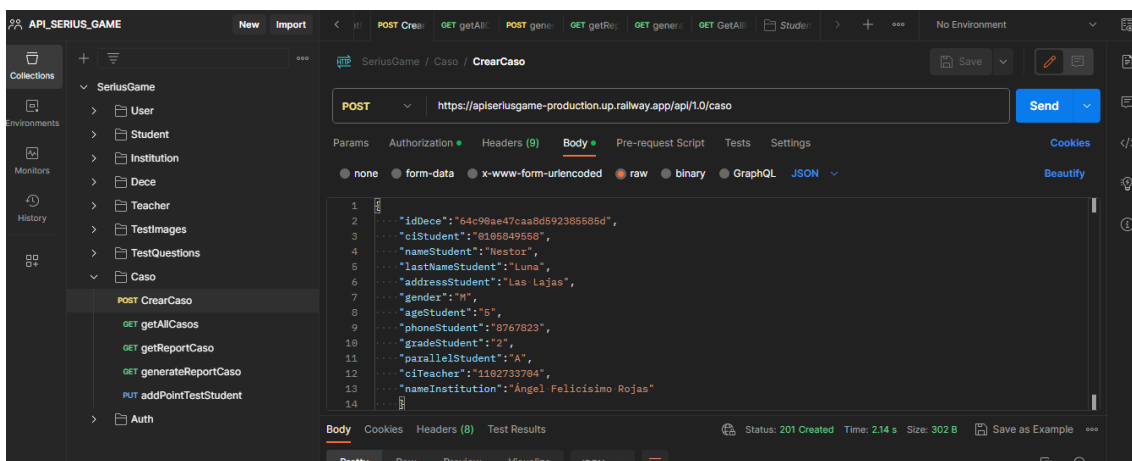 API_SERIUS_GAME New Import
POST Crear GET getAllC POST gene GET getRep GET genera GET GetAll Studen No Environment
Collections
Environments
Monitors
History
SeriusGame
User
Student
Institution
Dece
Teacher
TestImages
TestQuestions
Caso
POST CrearCaso
GET getAllCasos
GET getReportCaso
GET generateReportCaso
PUT addPointTestStudent
Auth
HTTP SeriusGame / Caso / CrearCaso Save
POST https://apiseriusgame-production.up.railway.app/api/1.0/caso Send
Params Authorization Headers (9) Body Pre-request Script Tests Settings Cookies
none form-data x-www-form-urlencoded raw binary GraphQL JSON Beautify
1 {
2 "idDece":"64c90ae47caa8d592385585d",
3 "ciStudent":"0105849558",
4 "nameStudent":"Nestor",
5 "lastNameStudent":"Luna",
6 "addressStudent":"Las Lajas",
7 "gender":"M",
8 "ageStudent":"5",
9 "phoneStudent":"8767823",
10 "gradeStudent":"2",
11 "parallelStudent":"A",
12 "ciTeacher":"1102733704",
13 "nameInstitution":"Ángel Felicísimo Rojas"
14 }
Body Cookies Headers (8) Test Results Status: 201 Created Time: 2.14 s Size: 302 B Save as Example
Pretty Raw Preview Visualize JSON